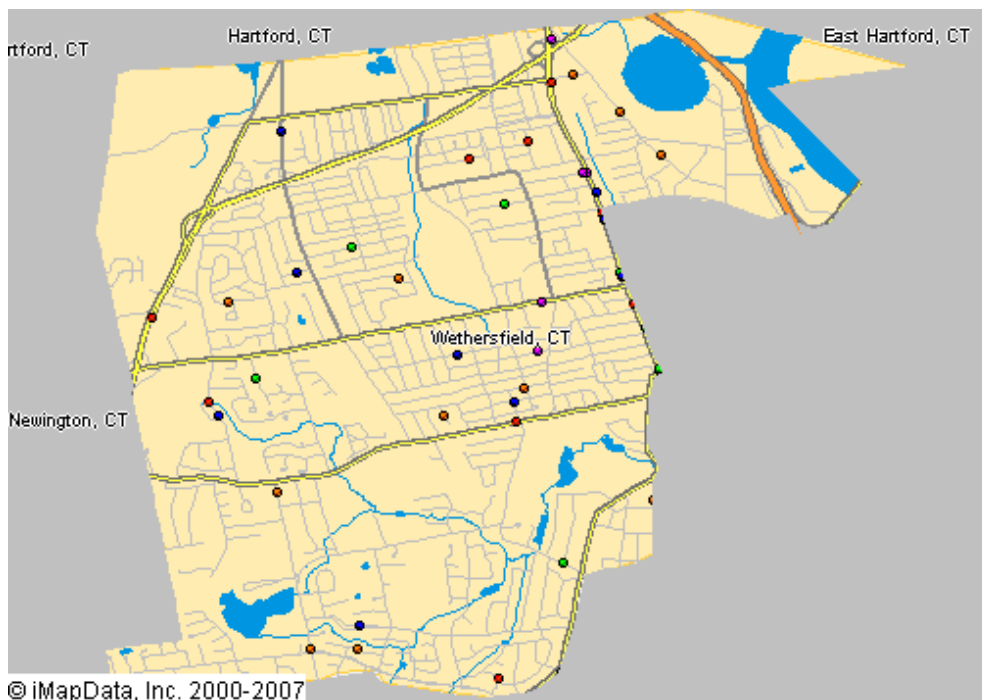 Hartford, CT
East Hartford, CT
rtford, CT
Wethersfield, CT
Newington, CT
© iMapData, Inc. 2000-2007